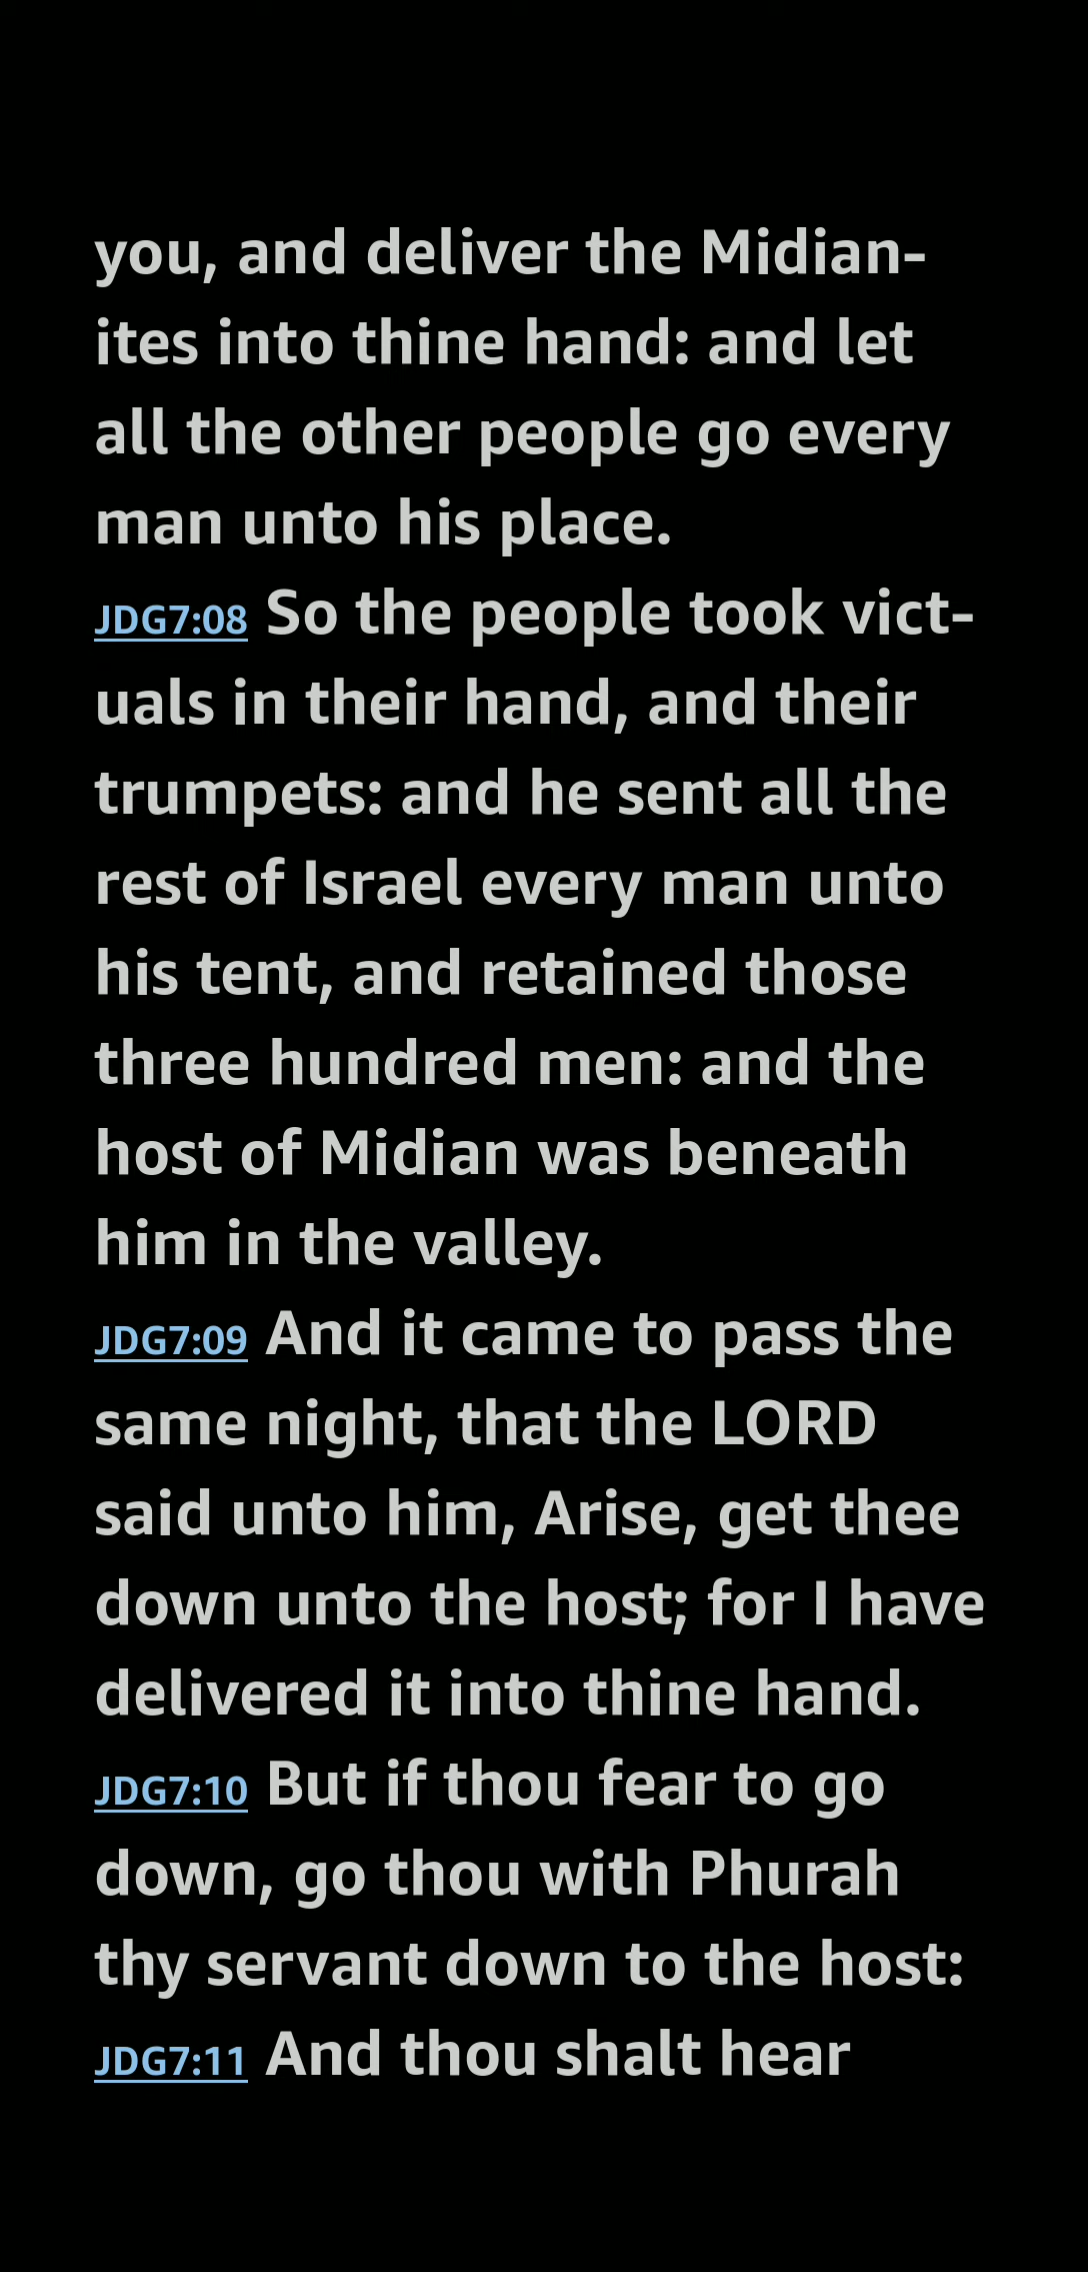 you, and deliver the Midian-
ites into thine hand: and let
all the other people go every
man unto his place.
JDG7:08 So the people took vict-
uals in their hand, and their
trumpets: and he sent all the
rest of Israel every man unto
his tent, and retained those
three hundred men: and the
host of Midian was beneath
him in the valley.
JDG7:09 And it came to pass the
same night, that the LORD
said unto him, Arise, get thee
down unto the host; for I have
delivered it into thine hand.
JDG7:10 But if thou fear to go
down, go thou with Phurah
thy servant down to the host:
JDG7:11 And thou shalt hear